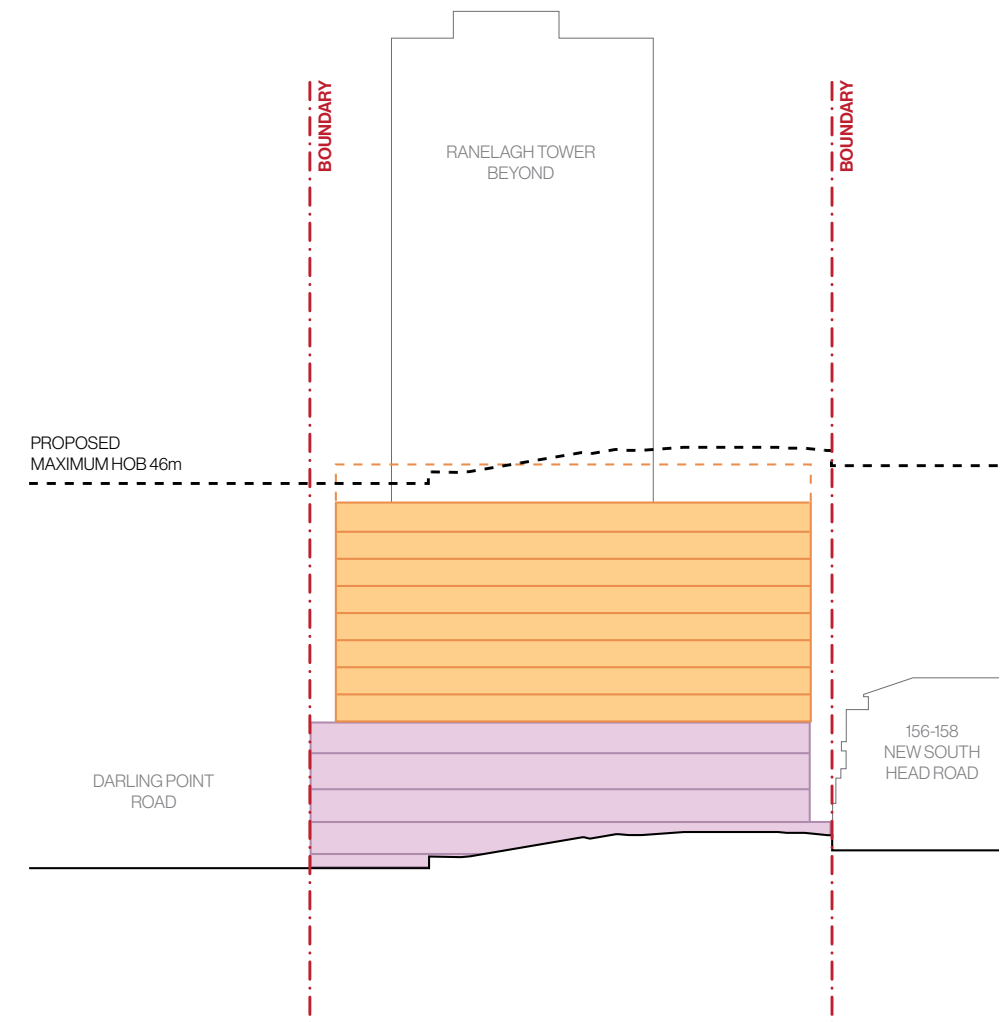 BOUNDARY
BOUNDARY
RANELAGH TOWER
BEYOND
PROPOSED
MAXIMUM HOB 46m
156-158
NEW SOUTH
HEAD ROAD
DARLING POINT
ROAD